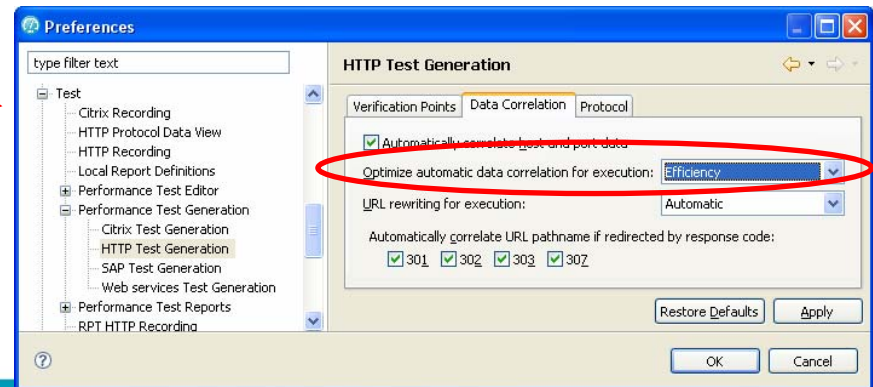 Preferences
type filter text
Test
Citrix Recording
HTTP Protocol Data View
HTTP Recording
Local Report Definitions
Performance Test Editor
Performance Test Generation
Citrix Test Generation
HTTP Test Generation
SAP Test Generation
Web services Test Generation
Performance Test Reports
RPT HTTP Recording
HTTP Test Generation
Verification Points Data Correlation Protocol
Automatically correlate host and port data
Optimize automatic data correlation for execution: Efficiency
URL rewriting for execution: Automatic
Automatically correlate URL pathname if redirected by response code:
301 302 303 307
Restore Defaults Apply
OK Cancel